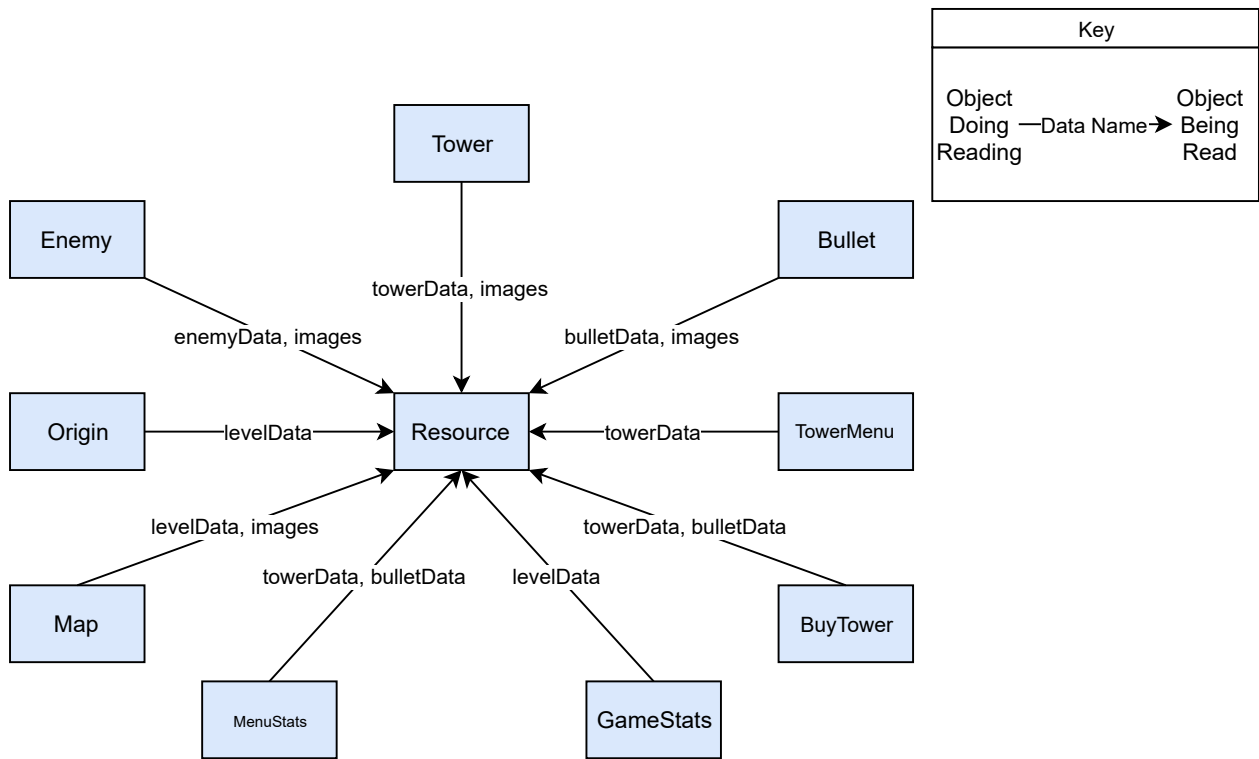 Key
Object
Doing
Reading
Data Name
Object
Being
Read
Tower
Enemy
Bullet
towerData, images
enemyData, images
bulletData, images
Origin
levelData
Resource
towerData
TowerMenu
levelData, images
towerData, bulletData
towerData, bulletData
levelData
Map
BuyTower
MenuStats
GameStats